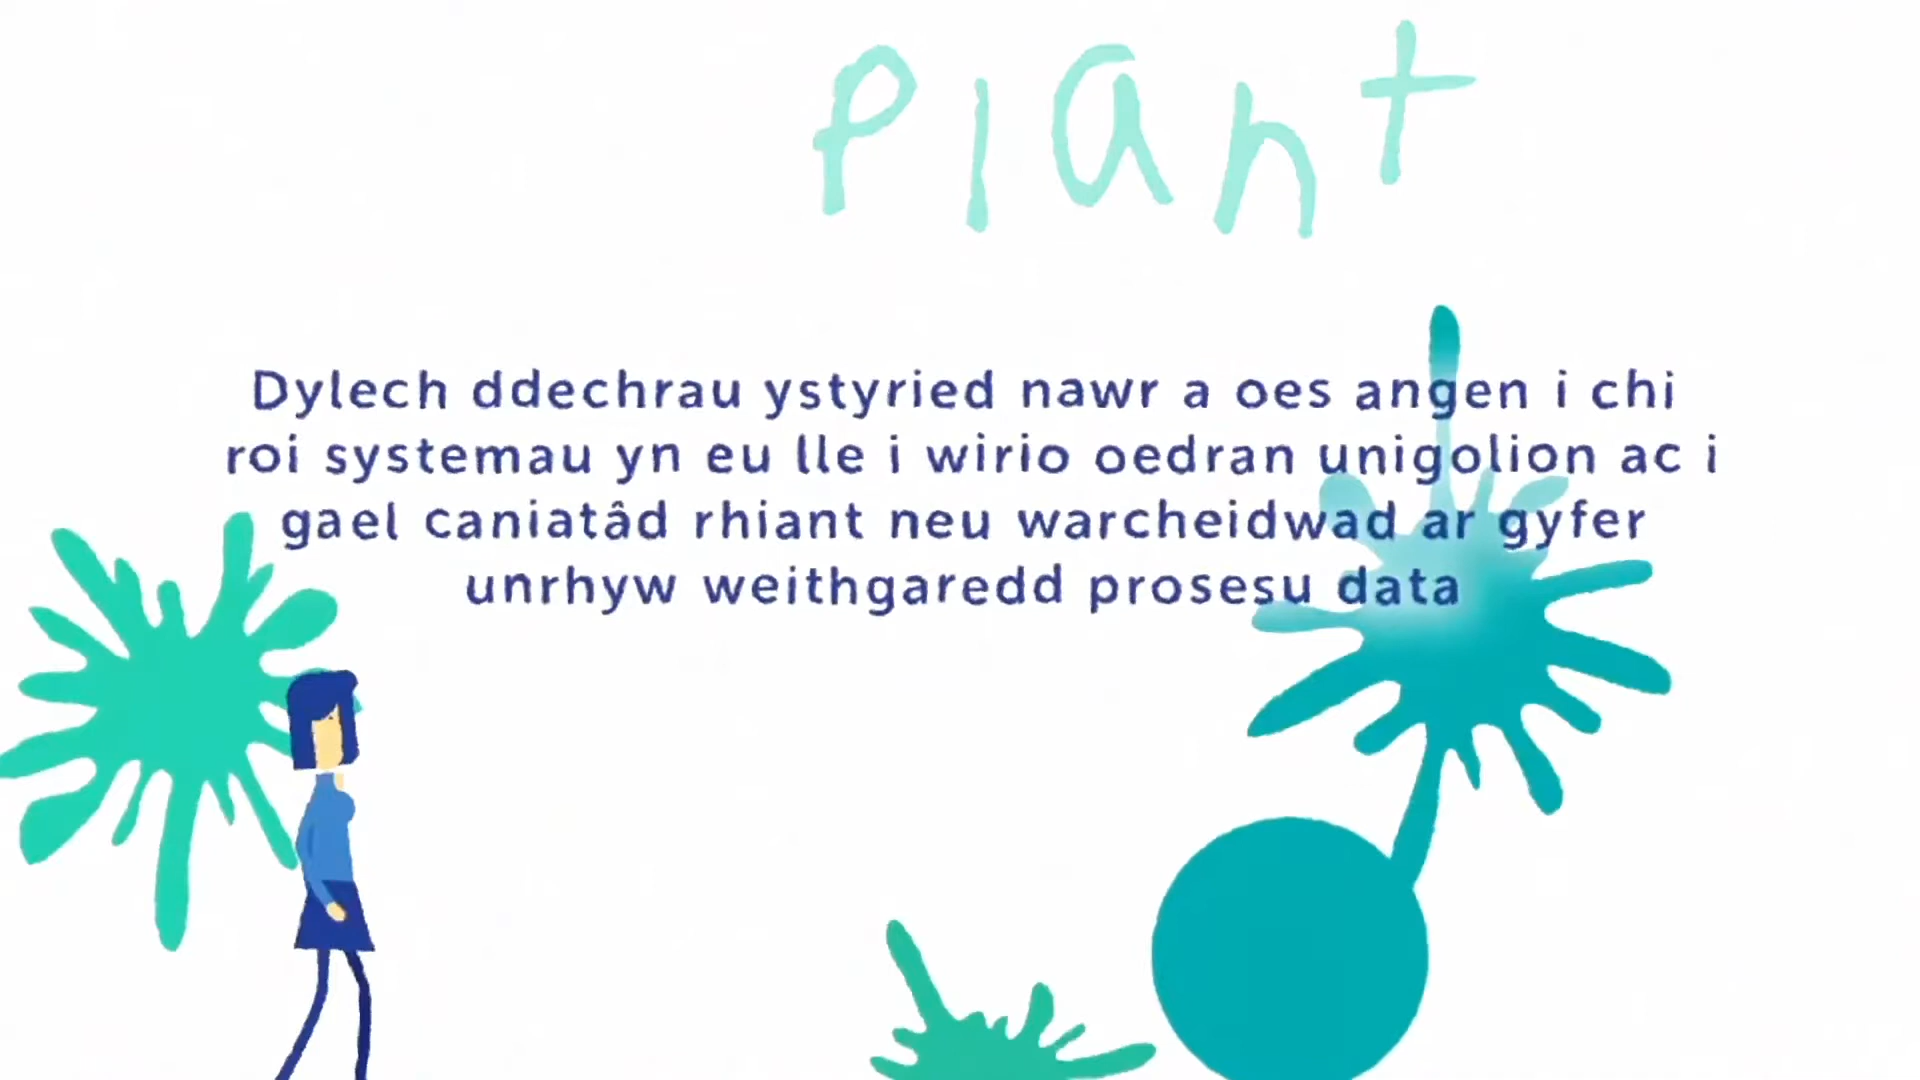 Plant
Dylech ddechrau ystyried nawr a oes angen i chi
roi systemau yn eu lle i wirio oedran unigolion ac i
gael caniatâd rhiant neu warcheidwad ar gyfer
unrhyw weithgaredd prosesu data